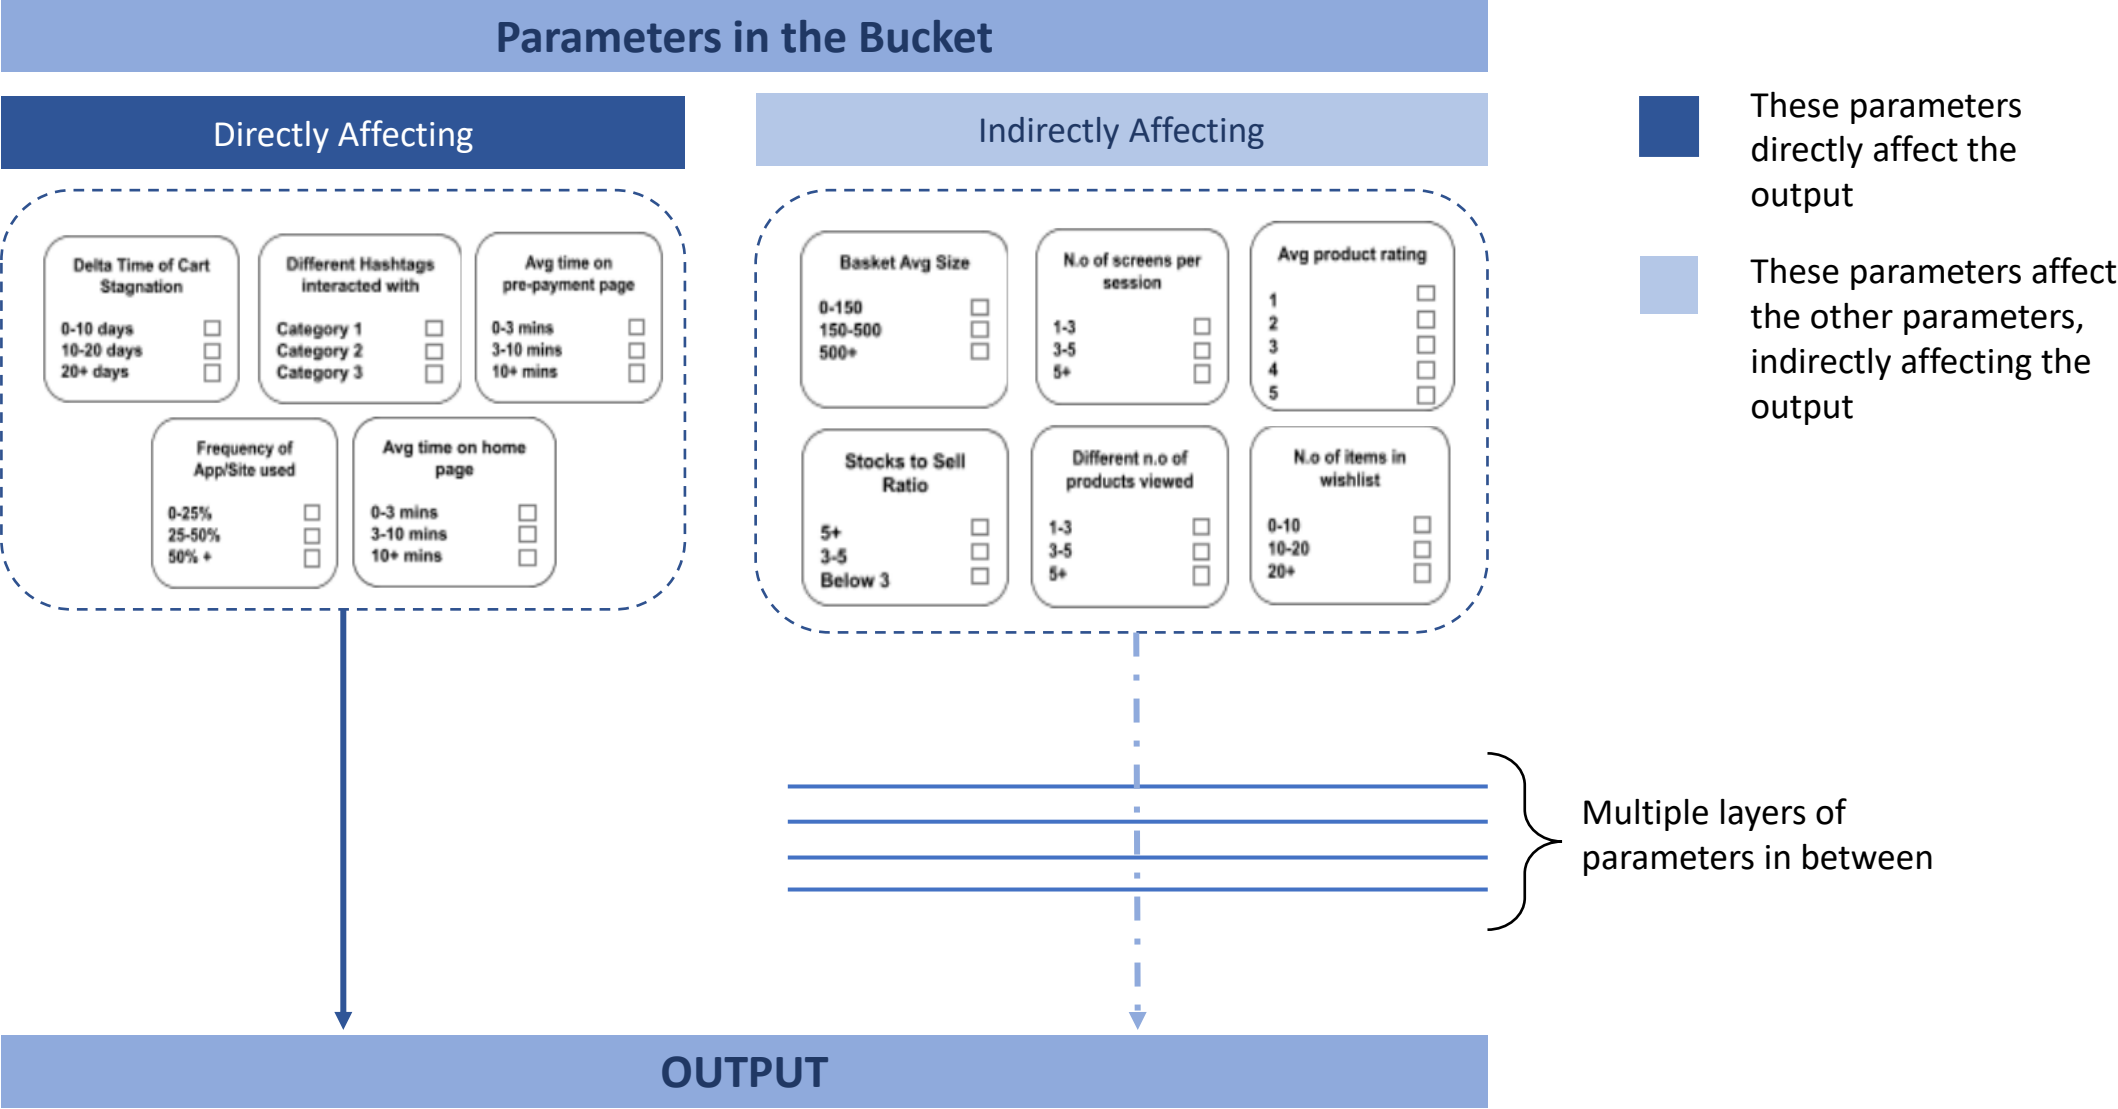 Parameters in the Bucket
Directly Affecting
Delta Time of Cart
Stagnation
0-10 days
10-20 days
20+ days
Different Hashtags
interacted with
Category 1
Category 2
Category 3
Avg time on
pre-payment page
0-3 mins
3-10 mins
10+ mins
Frequency of
App/Site used
0-25%
25-50%
50% +
Avg time on home
page
0-3 mins
3-10 mins
10+ mins
Indirectly Affecting
Basket Avg Size
0-150
150-500
500+
N.o of screens per
session
1-3
3-5
5+
Avg product rating
1
2
3
4
5
Stocks to Sell
Ratio
5+
3-5
Below 3
Different n.o of
products viewed
1-3
3-5
5+
N.o of items in
wishlist
0-10
10-20
20+
These parameters
directly affect the
output
These parameters affect
the other parameters,
indirectly affecting the
output
Multiple layers of
parameters in between
OUTPUT